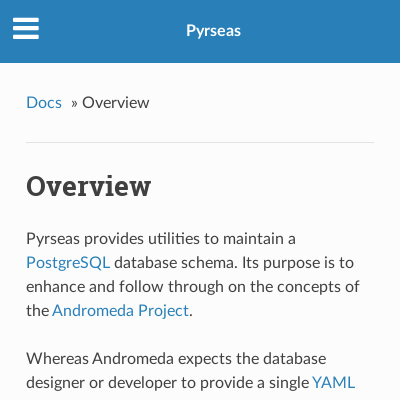 Pyrseas
Docs » Overview
Overview
Pyrseas provides utilities to maintain a
PostgreSQL database schema. Its purpose is to
enhance and follow through on the concepts of
the Andromeda Project.
Whereas Andromeda expects the database
designer or developer to provide a single YAML